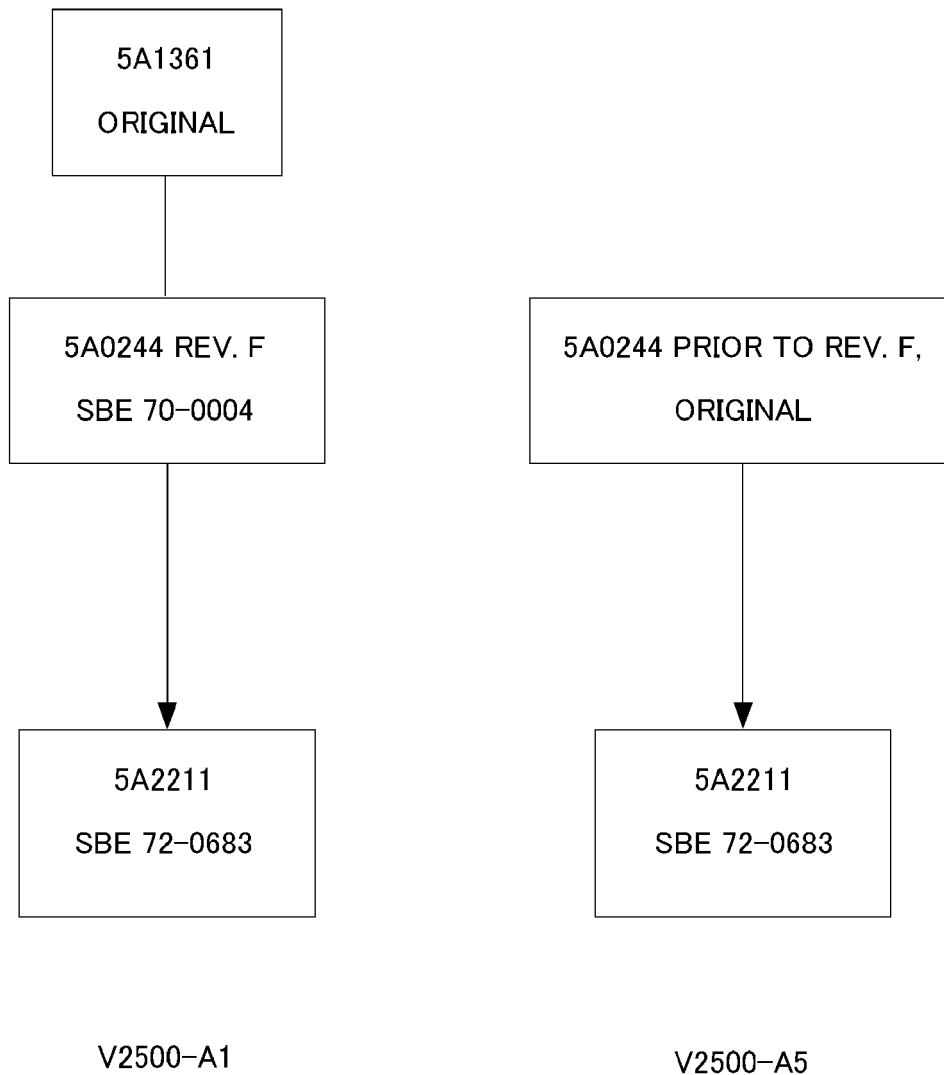 5A1361
ORIGINAL
5A0244 REV. F
SBE 70-0004
5A2211
SBE 72-0683
V2500-A1
5A0244 PRIOR TO REV. F,
ORIGINAL
5A2211
SBE 72-0683
V2500-A5